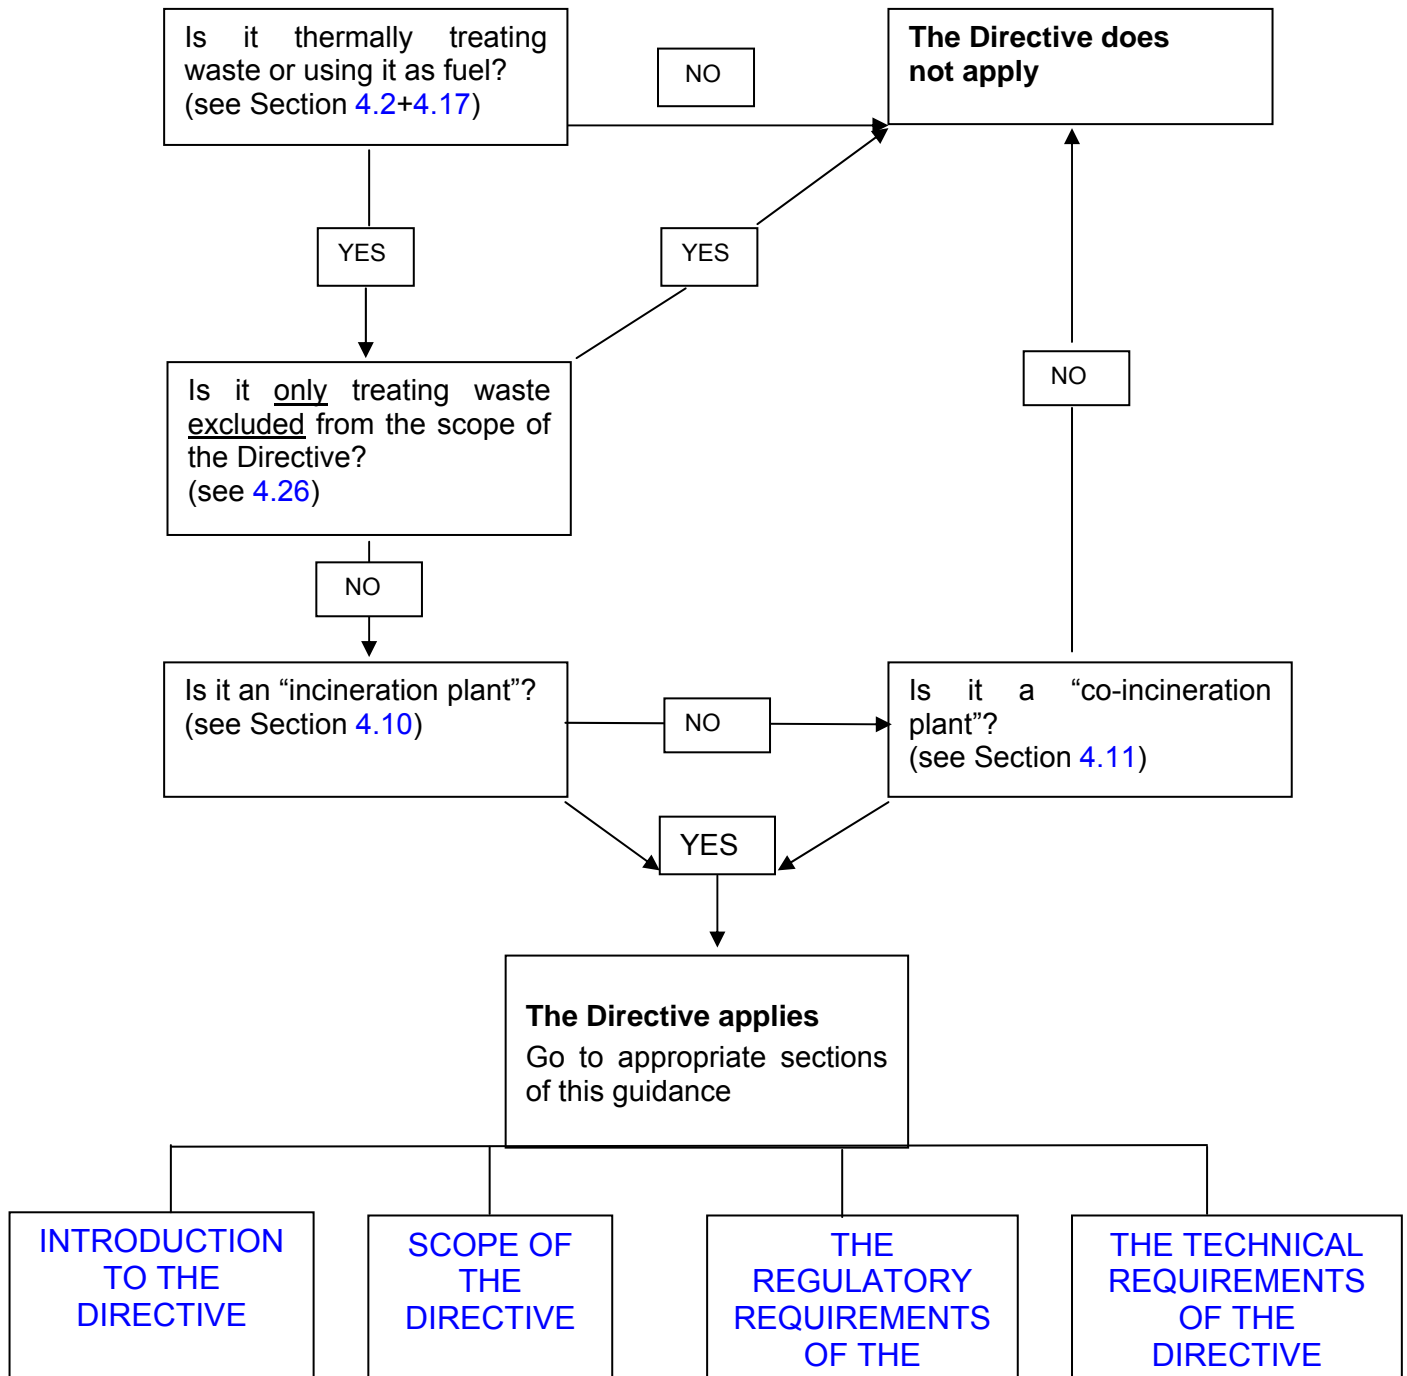 Is it thermally treating
waste or using it as fuel?
(see Section 4.2+4.17)
NO
The Directive does
not apply
YES
YES
Is it only treating waste
excluded from the scope of
the Directive?
(see 4.26)
NO
NO
Is it an “incineration plant”?
(see Section 4.10)
NO
Is it a “co-incineration
plant”?
(see Section 4.11)
YES
The Directive applies
Go to appropriate sections
of this guidance
INTRODUCTION
TO THE
DIRECTIVE
SCOPE OF
THE
DIRECTIVE
THE
REGULATORY
REQUIREMENTS
OF THE
THE TECHNICAL
REQUIREMENTS
OF THE
DIRECTIVE